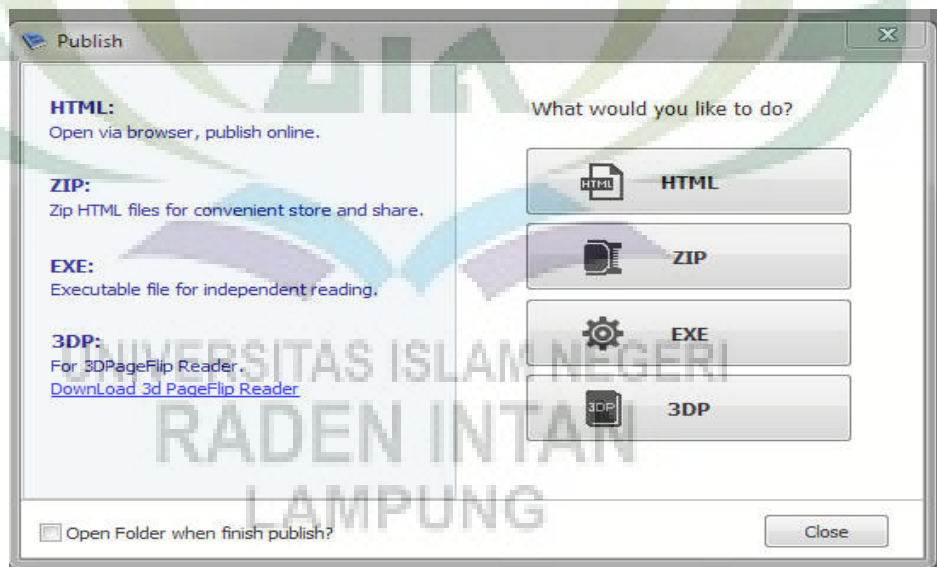 Publish
HTML:
Open via browser, publish online.
ZIP:
Zip HTML files for convenient store and share.
EXE:
Executable file for independent reading.
3DP:
For 3DPageFlip Reader.
DownLoad 3d PageFlip Reader
What would you like to do?
HTML HTML
ZIP
EXE
3DP 3DP
UNIVERSITAS ISLAM NEGERI
RADEN INTAN
LAMPUNG
Open Folder when finish publish?
Close